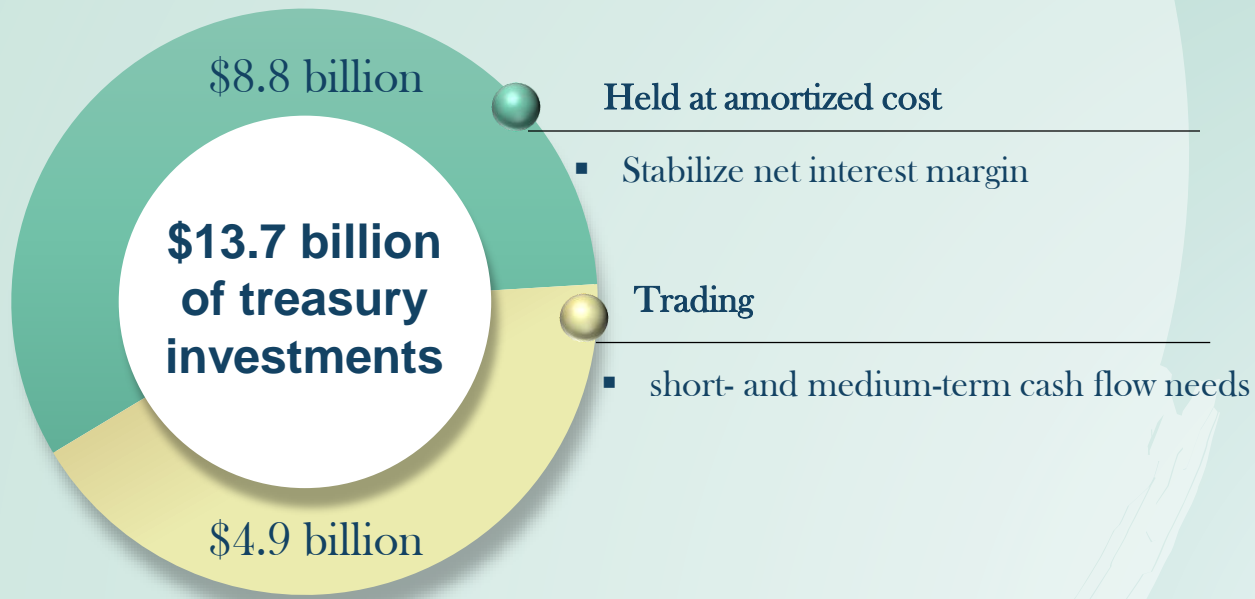 $8.8 billion
Held at amortized cost
▪ Stabilize net interest margin
$13.7 billion
of treasury
investments
Trading
▪ short- and medium-term cash flow needs
$4.9 billion